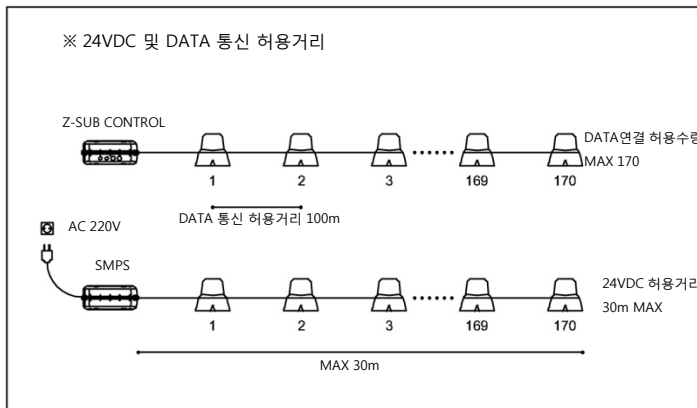 ※ 24VDC 및 DATA 통신 허용거리
Z-SUB CONTROL
DATA연결 허용수량
MAX 170
1 2 3 169 170
DATA 통신 허용거리 100m
AC 220V
SMPS
24VDC 허용거리
30m MAX
1 2 3 169 170
MAX 30m